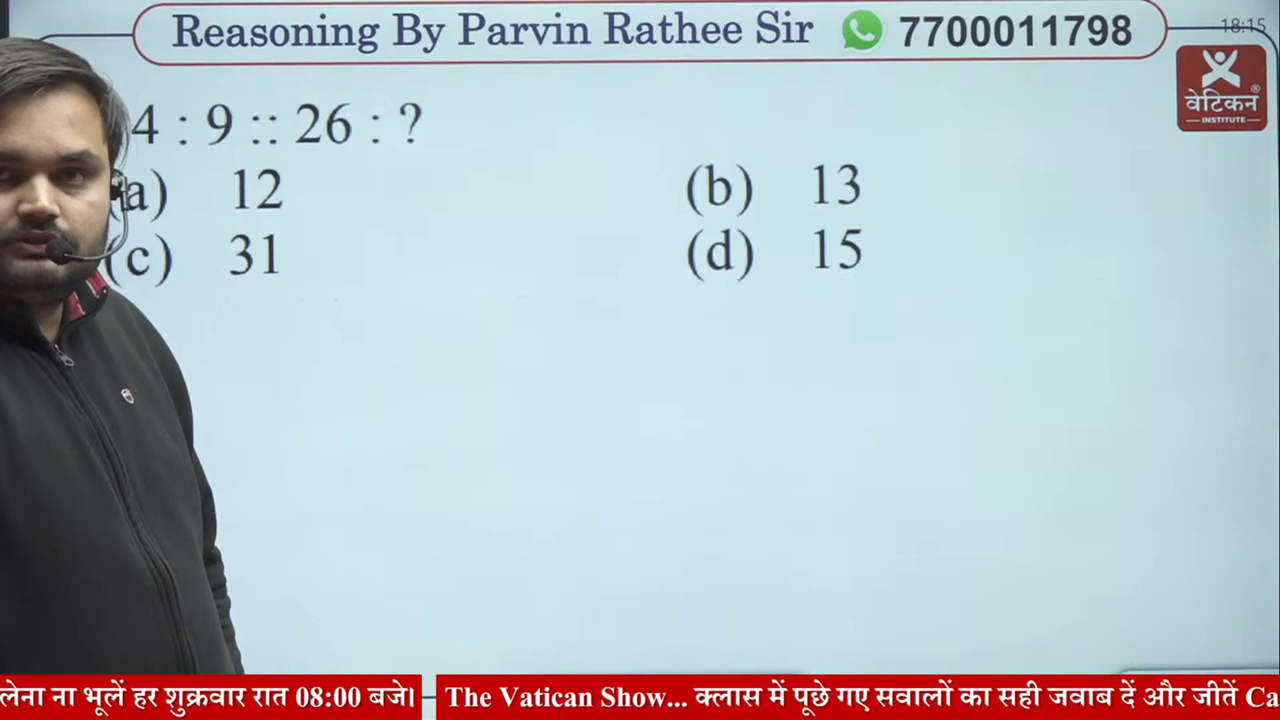 Reasoning By Parvin Rathee Sir 7700011798
18:15
वेटिकन®
INSTITUTE
4 : 9 :: 26 : ?
(a) 12 (b) 13
(c) 31 (d) 15
लेना ना भूलें हर शुक्रवार रात 08:00 बजे। The Vatican Show... क्लास में पूछे गए सवालों का सही जवाब दें और जीतें Ca